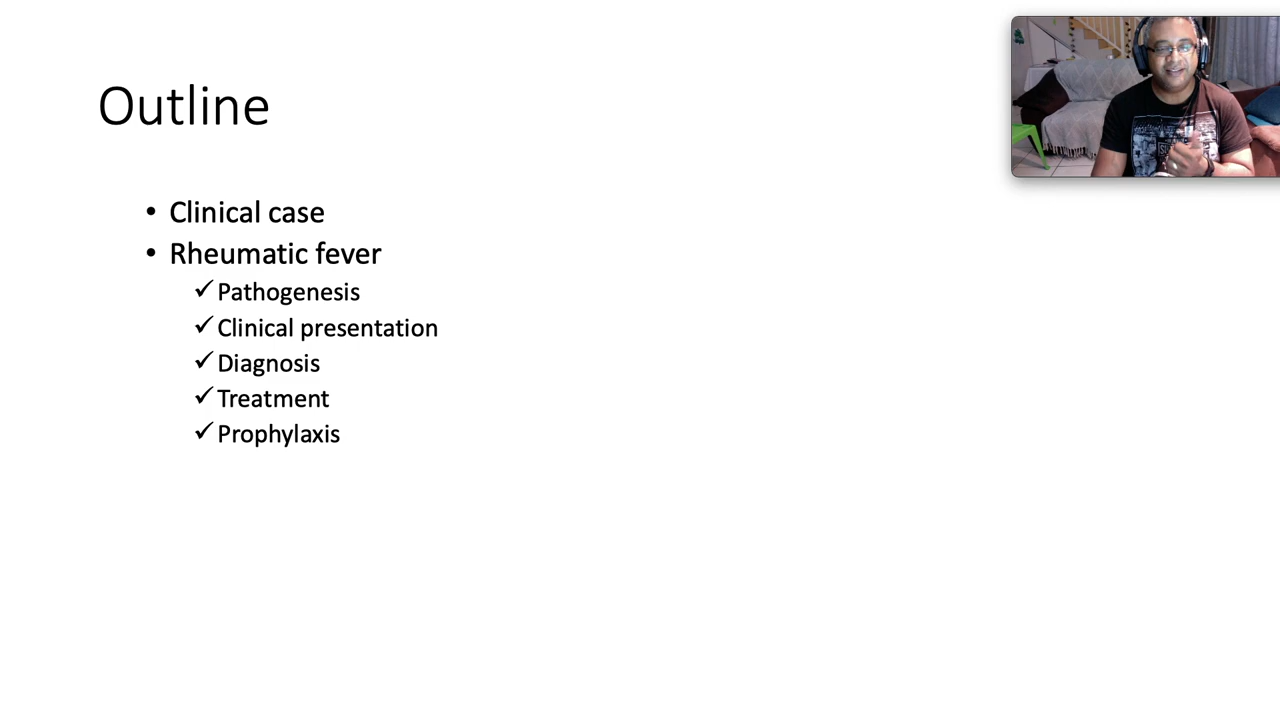 Outline
• Clinical case
• Rheumatic fever
✓ Pathogenesis
✓ Clinical presentation
✓ Diagnosis
✓ Treatment
✓ Prophylaxis